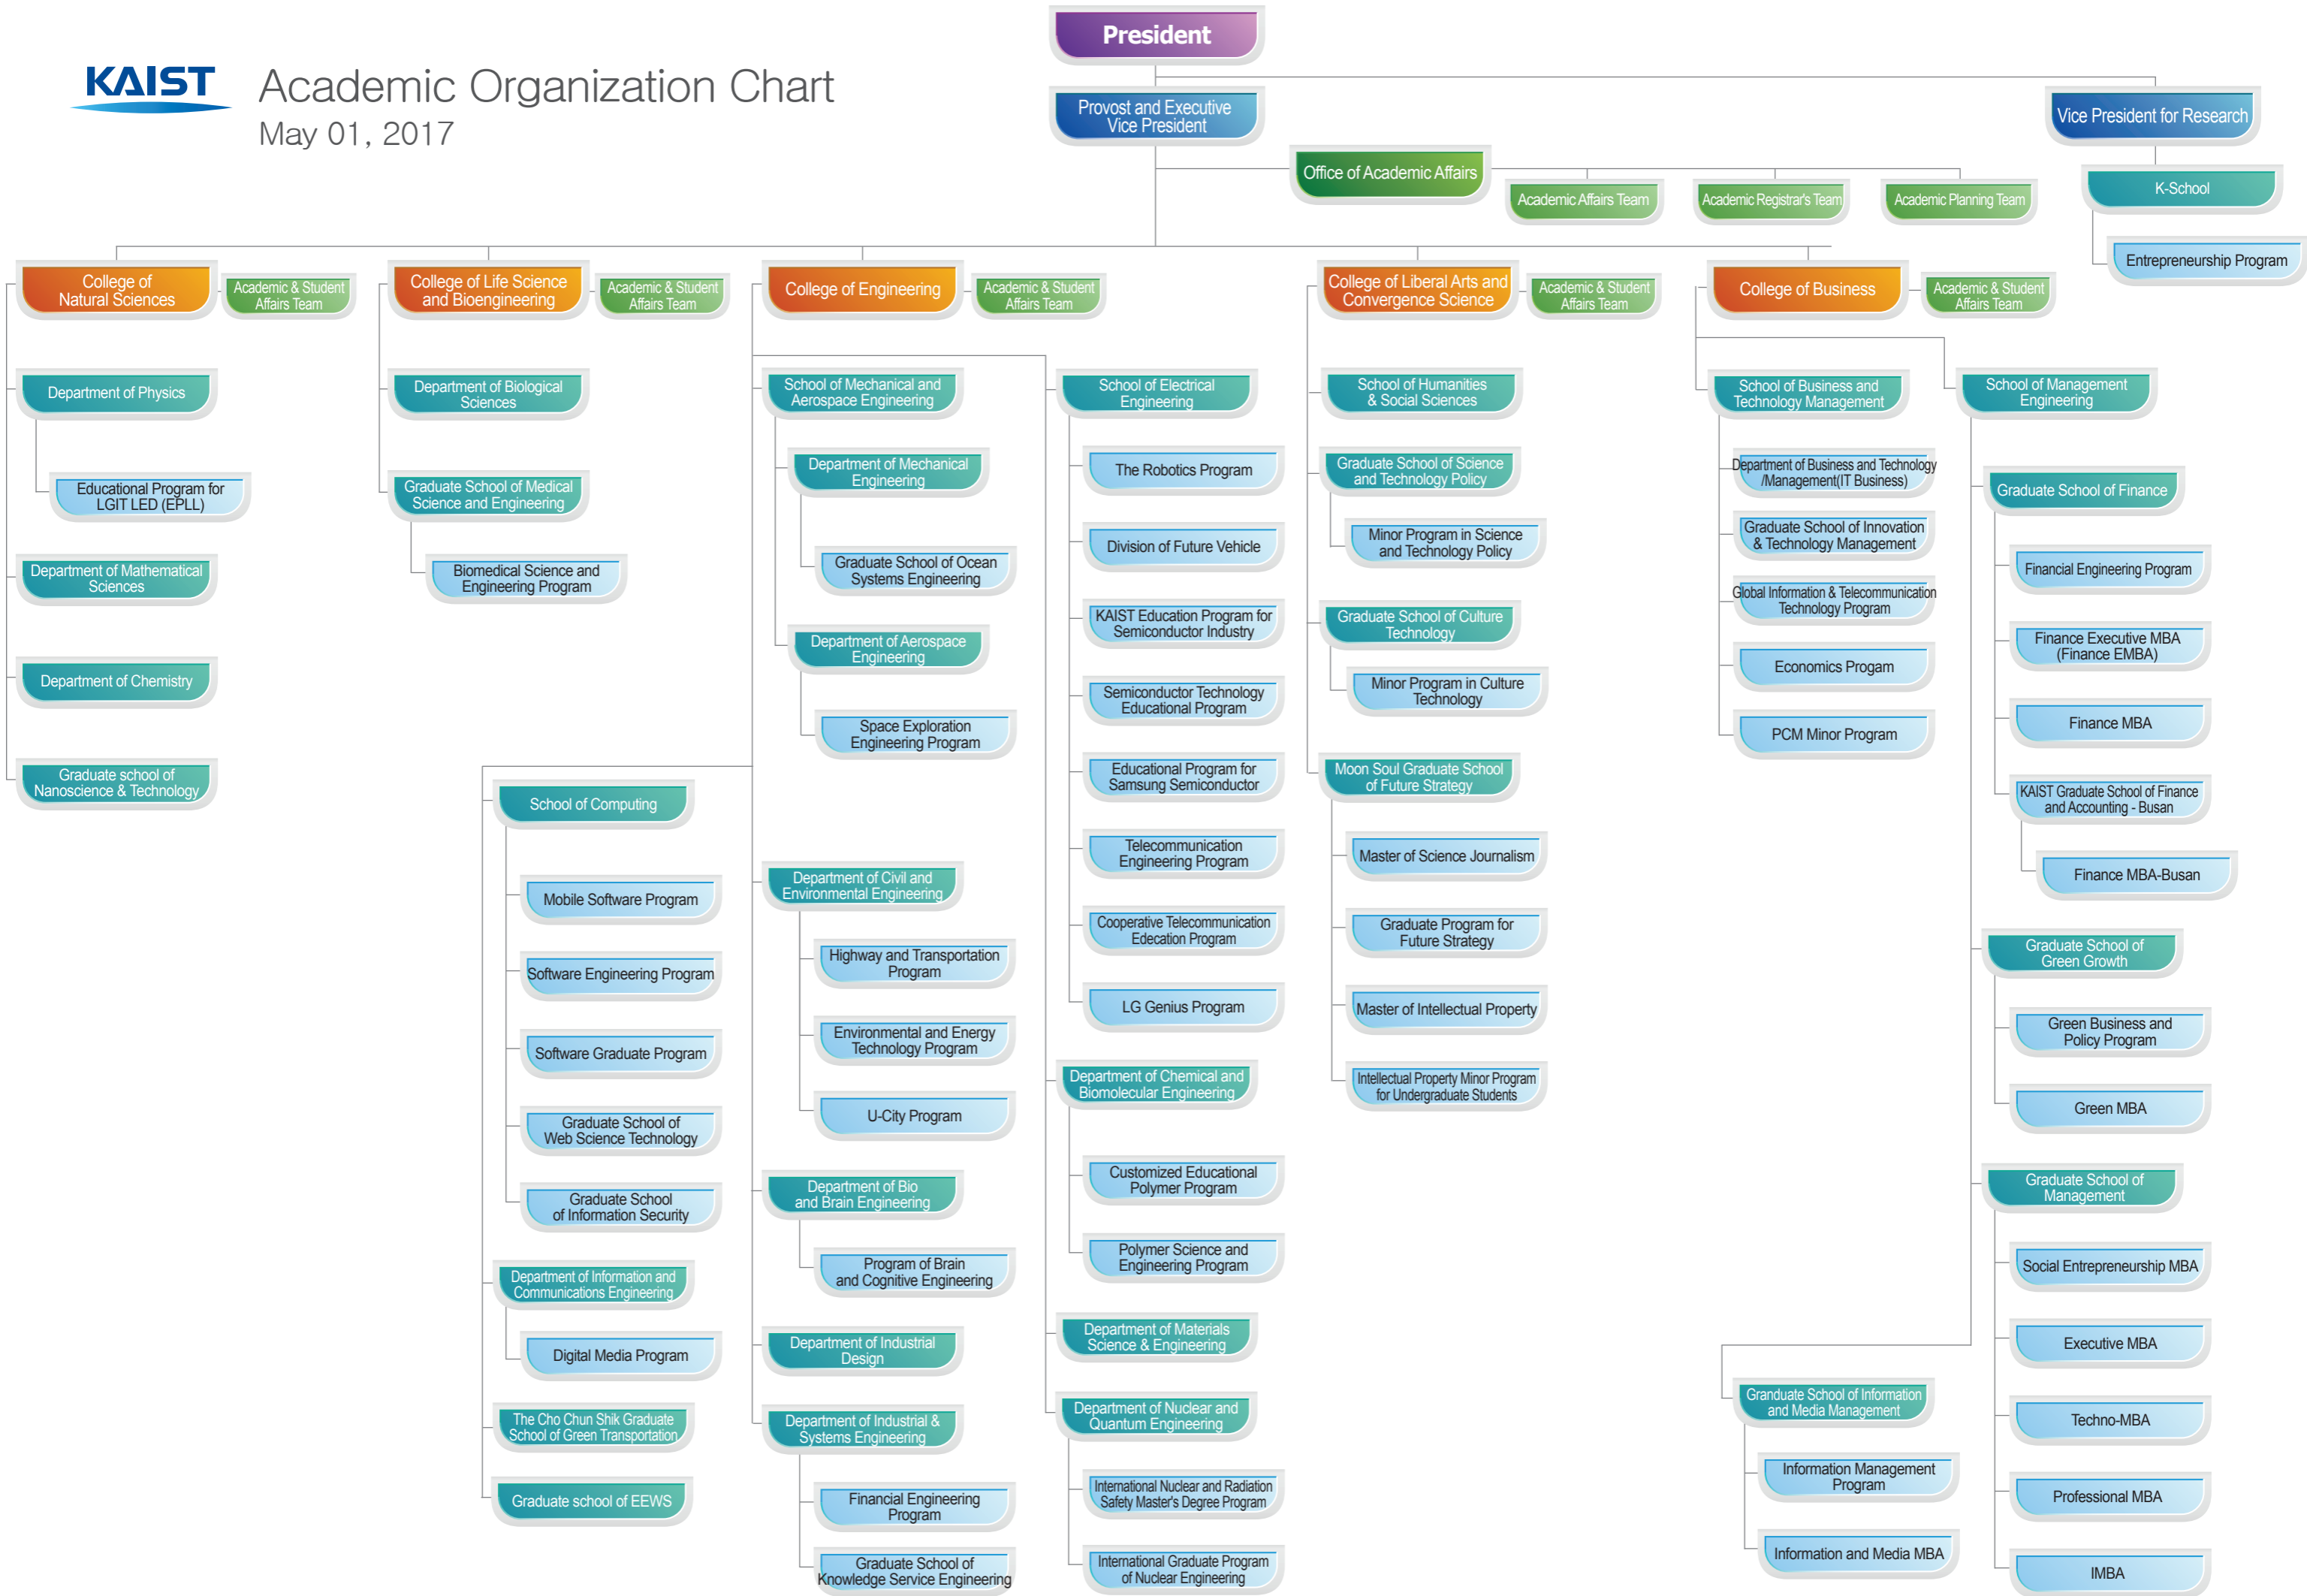 KAIST
Academic Organization Chart
May 01, 2017
President
Provost and Executive
Vice President
Vice President for Research
Office of Academic Affairs
Academic Affairs Team
Academic Registrar's Team
Academic Planning Team
K-School
Entrepreneurship Program
College of
Natural Sciences
Academic & Student
Affairs Team
Department of Physics
Educational Program for
LGIT LED (EPLL)
Department of Mathematical
Sciences
Department of Chemistry
Graduate school of
Nanoscience & Technology
College of Life Science
and Bioengineering
Academic & Student
Affairs Team
Department of Biological
Sciences
Graduate School of Medical
Science and Engineering
Biomedical Science and
Engineering Program
College of Engineering
Academic & Student
Affairs Team
School of Mechanical and
Aerospace Engineering
Department of Mechanical
Engineering
Graduate School of Ocean
Systems Engineering
Department of Aerospace
Engineering
Space Exploration
Engineering Program
School of Computing
Mobile Software Program
Software Engineering Program
Software Graduate Program
Graduate School of
Web Science Technology
Graduate School
of Information Security
Department of Information and
Communications Engineering
Digital Media Program
The Cho Chun Shik Graduate
School of Green Transportation
Graduate school of EEWS
Department of Civil and
Environmental Engineering
Highway and Transportation
Program
Environmental and Energy
Technology Program
U-City Program
Department of Bio
and Brain Engineering
Program of Brain
and Cognitive Engineering
Department of Industrial
Design
Department of Industrial &
Systems Engineering
Financial Engineering
Program
Graduate School of
Knowledge Service Engineering
School of Electrical
Engineering
The Robotics Program
Division of Future Vehicle
KAIST Education Program for
Semiconductor Industry
Semiconductor Technology
Educational Program
Educational Program for
Samsung Semiconductor
Telecommunication
Engineering Program
Cooperative Telecommunication
Edecation Program
LG Genius Program
Department of Chemical and
Biomolecular Engineering
Customized Educational
Polymer Program
Polymer Science and
Engineering Program
Department of Materials
Science & Engineering
Department of Nuclear and
Quantum Engineering
International Nuclear and Radiation
Safety Master's Degree Program
International Graduate Program
of Nuclear Engineering
College of Liberal Arts and
Convergence Science
Academic & Student
Affairs Team
School of Humanities
& Social Sciences
Graduate School of Science
and Technology Policy
Minor Program in Science
and Technology Policy
Graduate School of Culture
Technology
Minor Program in Culture
Technology
Moon Soul Graduate School
of Future Strategy
Master of Science Journalism
Graduate Program for
Future Strategy
Master of Intellectual Property
Intellectual Property Minor Program
for Undergraduate Students
College of Business
Academic & Student
Affairs Team
School of Business and
Technology Management
Department of Business and Technology
/Management(IT Business)
Graduate School of Innovation
& Technology Management
Global Information & Telecommunication
Technology Program
Economics Progam
PCM Minor Program
School of Management
Engineering
Graduate School of Finance
Financial Engineering Program
Finance Executive MBA
(Finance EMBA)
Finance MBA
KAIST Graduate School of Finance
and Accounting - Busan
Finance MBA-Busan
Graduate School of
Green Growth
Green Business and
Policy Program
Green MBA
Graduate School of
Management
Social Entrepreneurship MBA
Executive MBA
Techno-MBA
Professional MBA
IMBA
Granduate School of Information
and Media Management
Information Management
Program
Information and Media MBA